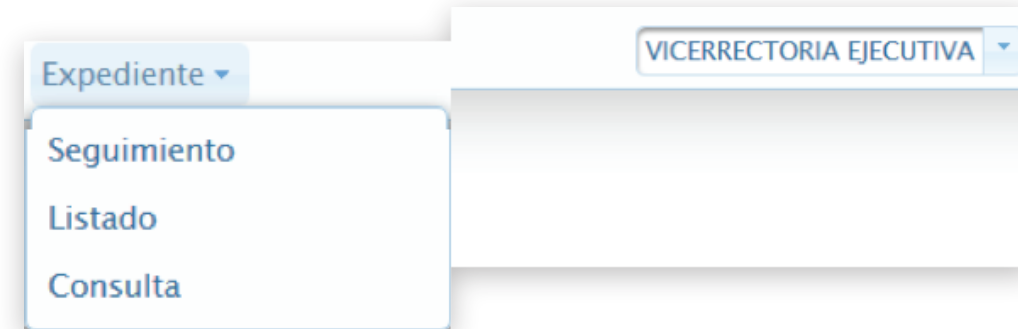 VICERRECTORIA EJECUTIVA
Expediente
Seguimiento
Listado
Consulta